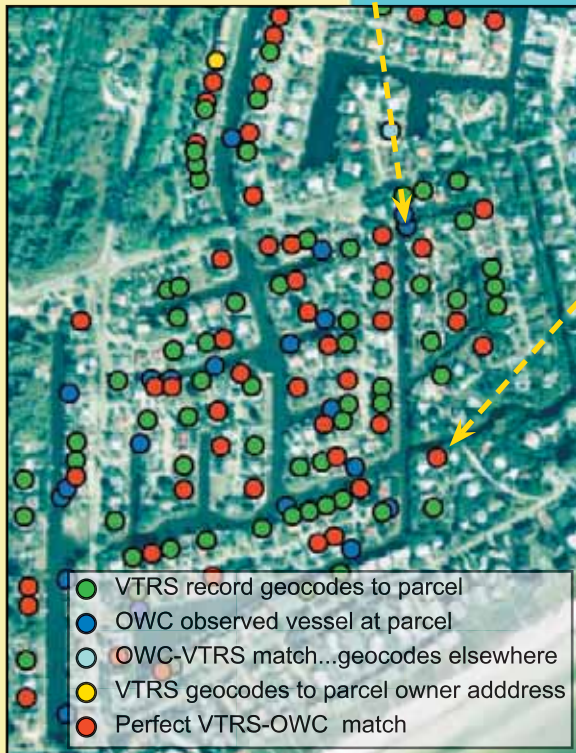 VTRS record geocodes to parcel
OWC observed vessel at parcel
OWC-VTRS match...geocodes elsewhere
VTRS geocodes to parcel owner adddress
Perfect VTRS-OWC match